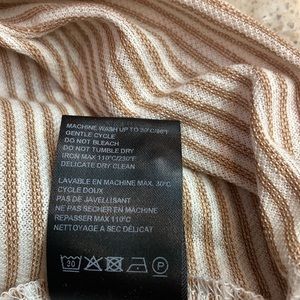 MACHINE WASH UP TO 30°C/86°F
GENTLE CYCLE
DO NOT BLEACH
DO NOT TUMBLE DRY
IRON MAX 110°C/230°F
DELICATE DRY CLEAN
LAVABLE EN MACHINE MAX. 30°C
CYCLE DOUX
PAS DE JAVELLISANT
NE PAS SECHER EN MACHINE
REPASSER MAX 110°C
NETTOYAGE A SEC DÉLICAT
30 P